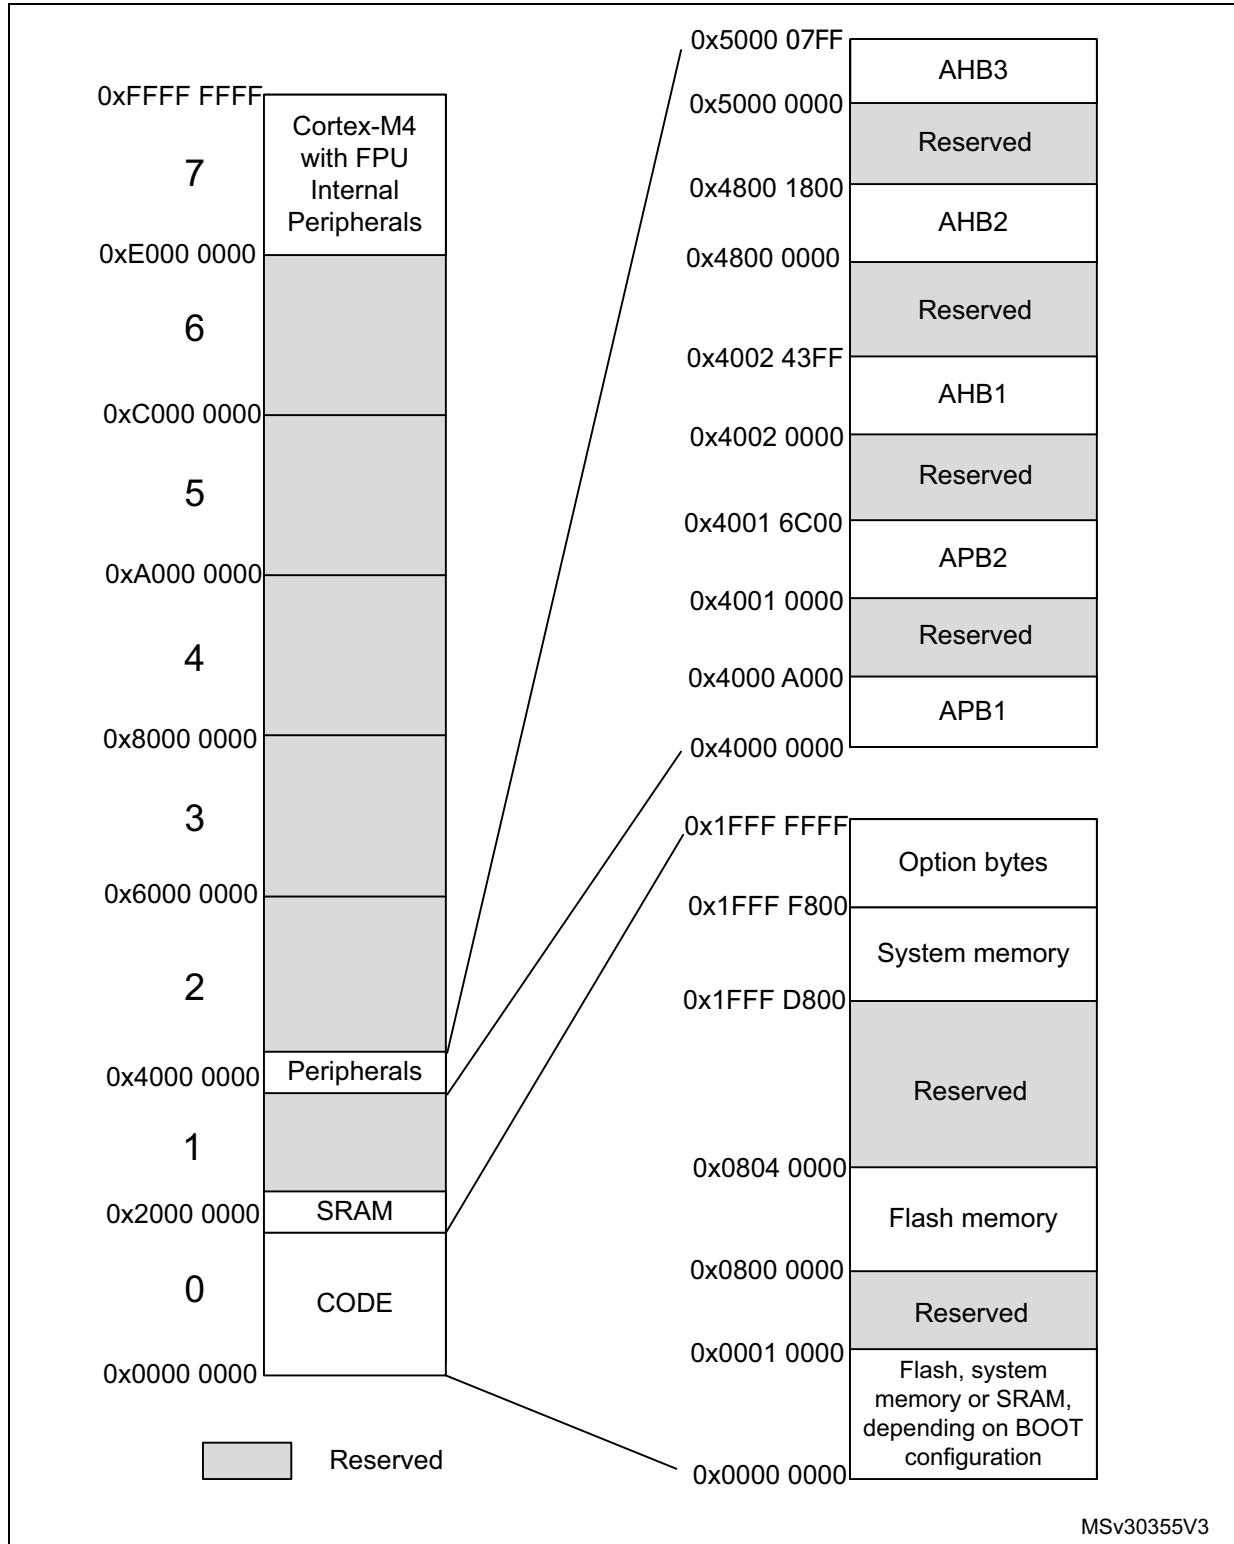 0xFFFF FFFF
Cortex-M4
with FPU
Internal
Peripherals
7
0xE000 0000
6
0xC000 0000
5
0xA000 0000
4
0x8000 0000
3
0x6000 0000
2
Peripherals
0x4000 0000
1
SRAM
0x2000 0000
0
CODE
0x0000 0000
Reserved
0x5000 07FF
AHB3
0x5000 0000
Reserved
0x4800 1800
AHB2
0x4800 0000
Reserved
0x4002 43FF
AHB1
0x4002 0000
Reserved
0x4001 6C00
APB2
0x4001 0000
Reserved
0x4000 A000
APB1
0x4000 0000
0x1FFF FFFF
Option bytes
0x1FFF F800
System memory
0x1FFF D800
Reserved
0x0804 0000
Flash memory
0x0800 0000
Reserved
0x0001 0000
Flash, system
memory or SRAM,
depending on BOOT
configuration
0x0000 0000
MSv30355V3